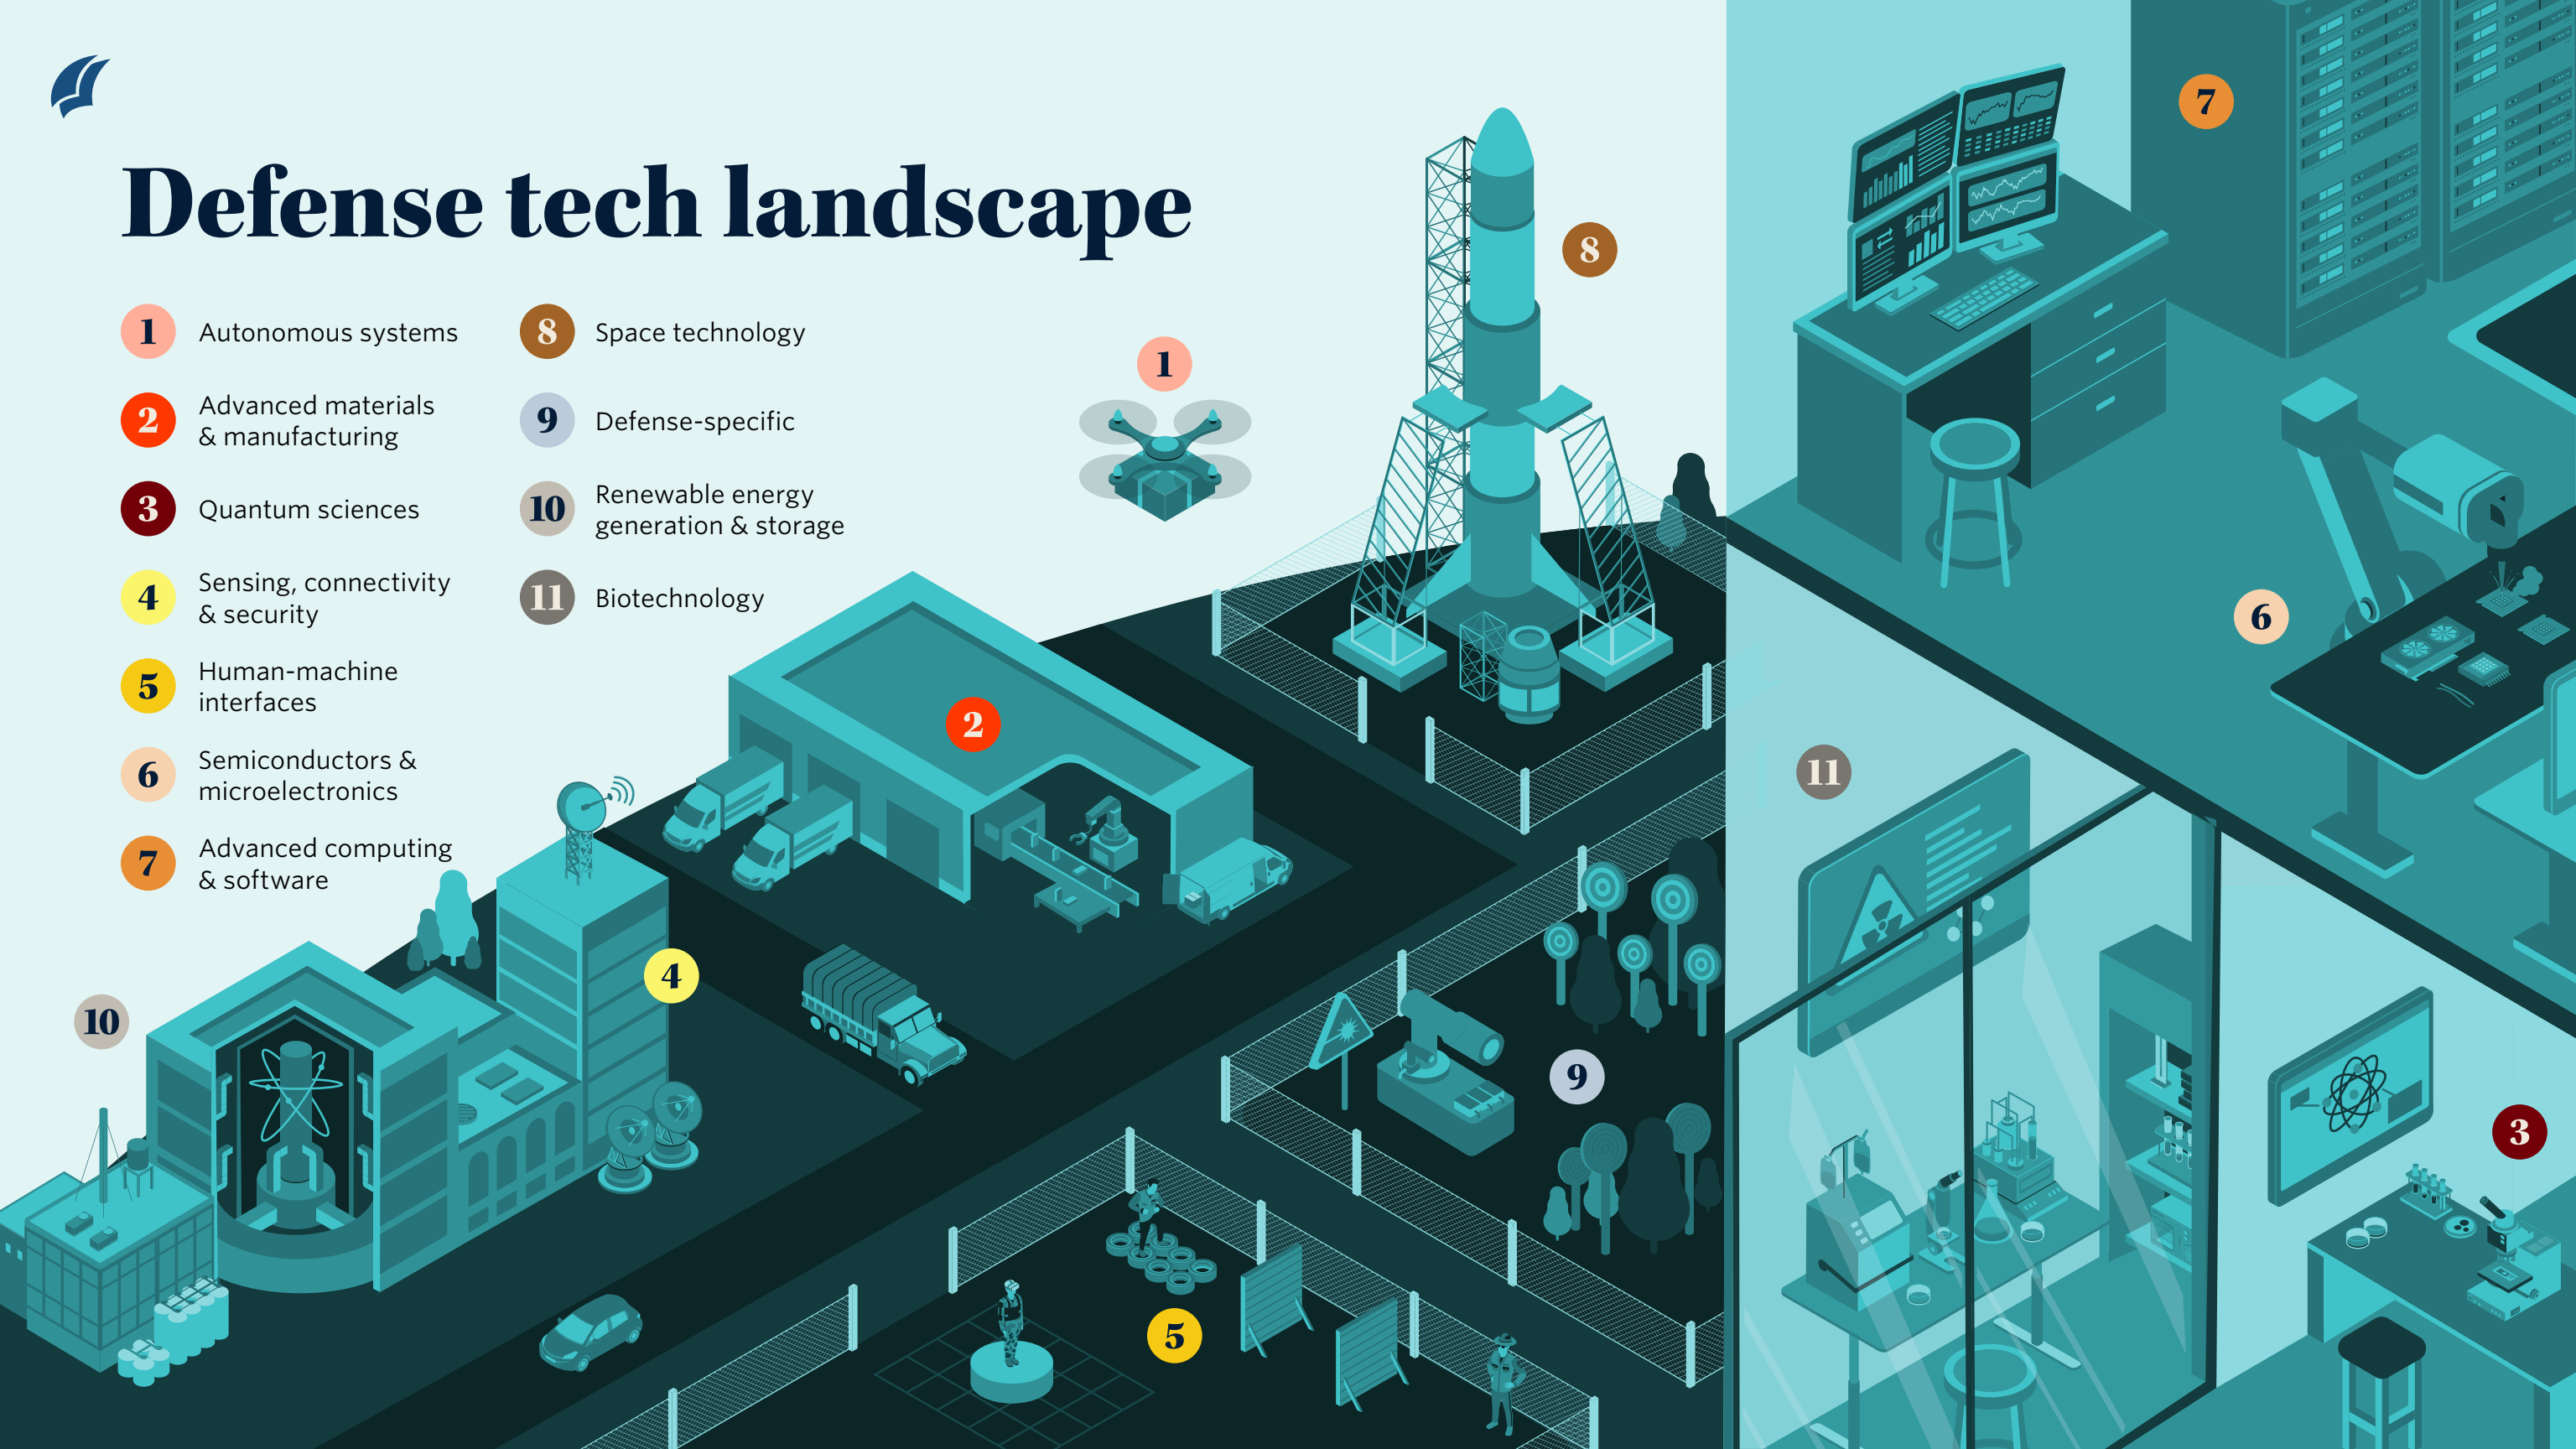 Defense tech landscape
1 Autonomous systems
2 Advanced materials
& manufacturing
3 Quantum sciences
4 Sensing, connectivity
& security
5 Human-machine
interfaces
6 Semiconductors &
microelectronics
7 Advanced computing
& software
8 Space technology
9 Defense-specific
10 Renewable energy
generation & storage
11 Biotechnology
7
8
1
6
2
11
4
10
9
3
5